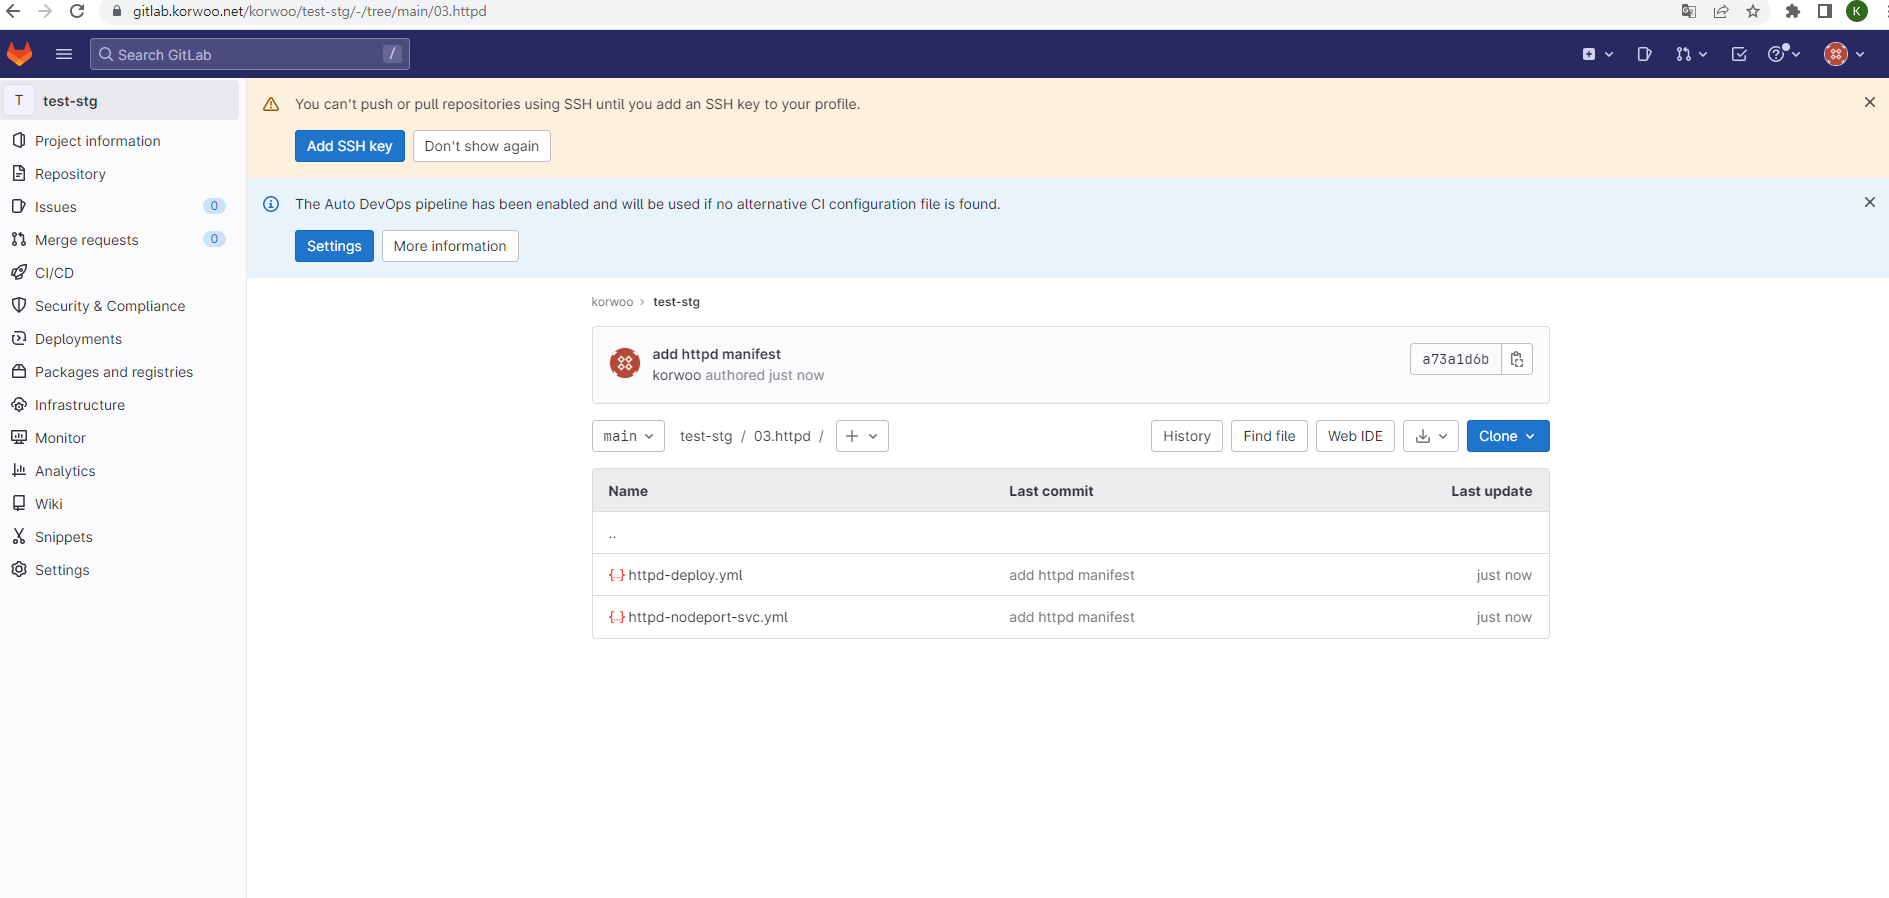 gitlab.korwoo.net/korwoo/test-stg/-/tree/main/03.httpd
K
Search GitLab /
T test-stg
Project information
Repository
Issues 0
Merge requests 0
CI/CD
Security & Compliance
Deployments
Packages and registries
Infrastructure
Monitor
Analytics
Wiki
Snippets
Settings
You can't push or pull repositories using SSH until you add an SSH key to your profile.
Add SSH key Don't show again
The Auto DevOps pipeline has been enabled and will be used if no alternative CI configuration file is found.
Settings More information
korwoo > test-stg
add httpd manifest
korwoo authored just now
a73a1d6b
main test-stg / 03.httpd / + History Find file Web IDE Clone
Name Last commit Last update
..
{..} httpd-deploy.yml add httpd manifest just now
{..} httpd-nodeport-svc.yml add httpd manifest just now